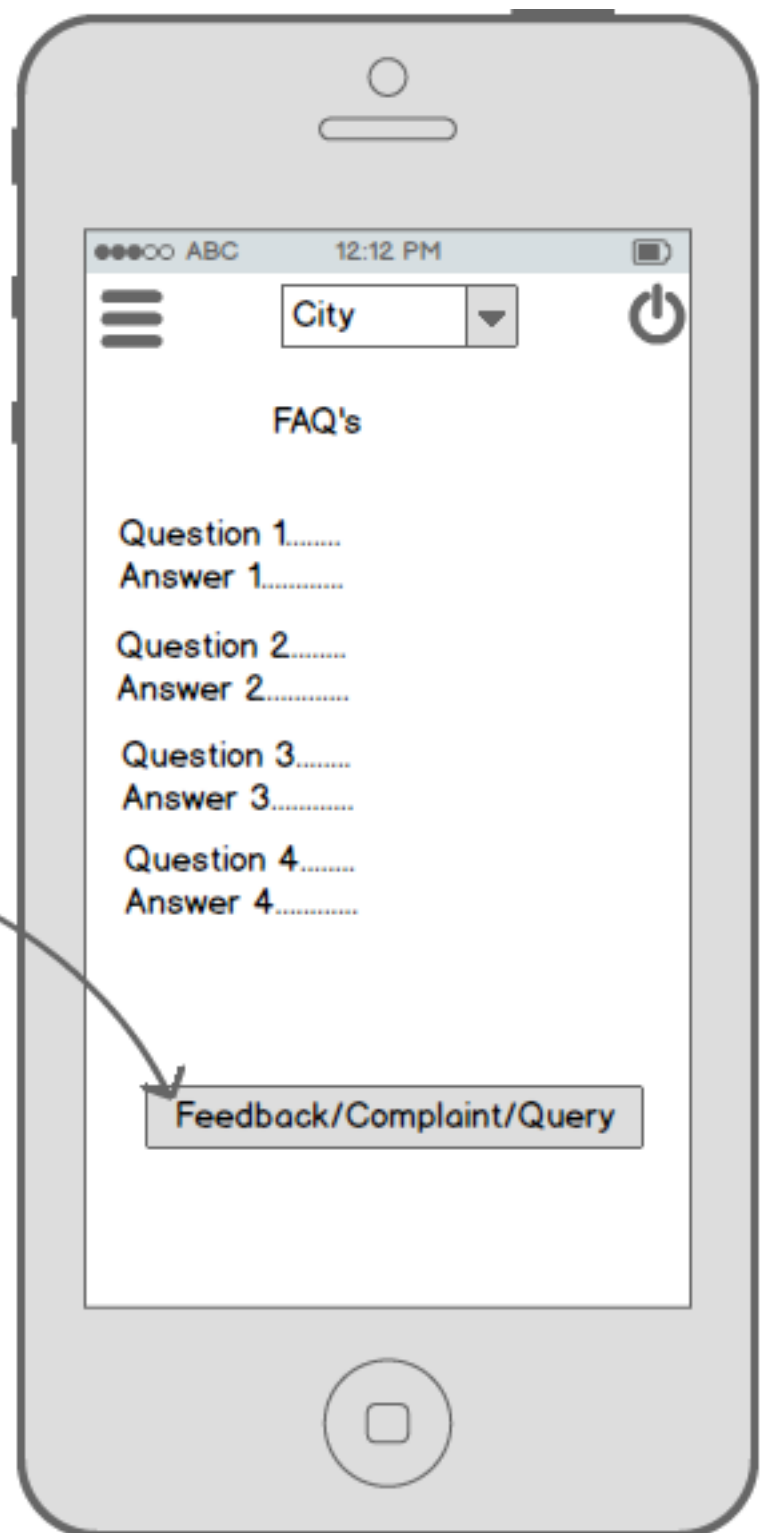 ABC 12:12 PM
City
FAQ's
Question 1........
Answer 1............
Question 2........
Answer 2............
Question 3........
Answer 3............
Question 4........
Answer 4............
Feedback/Complaint/Query